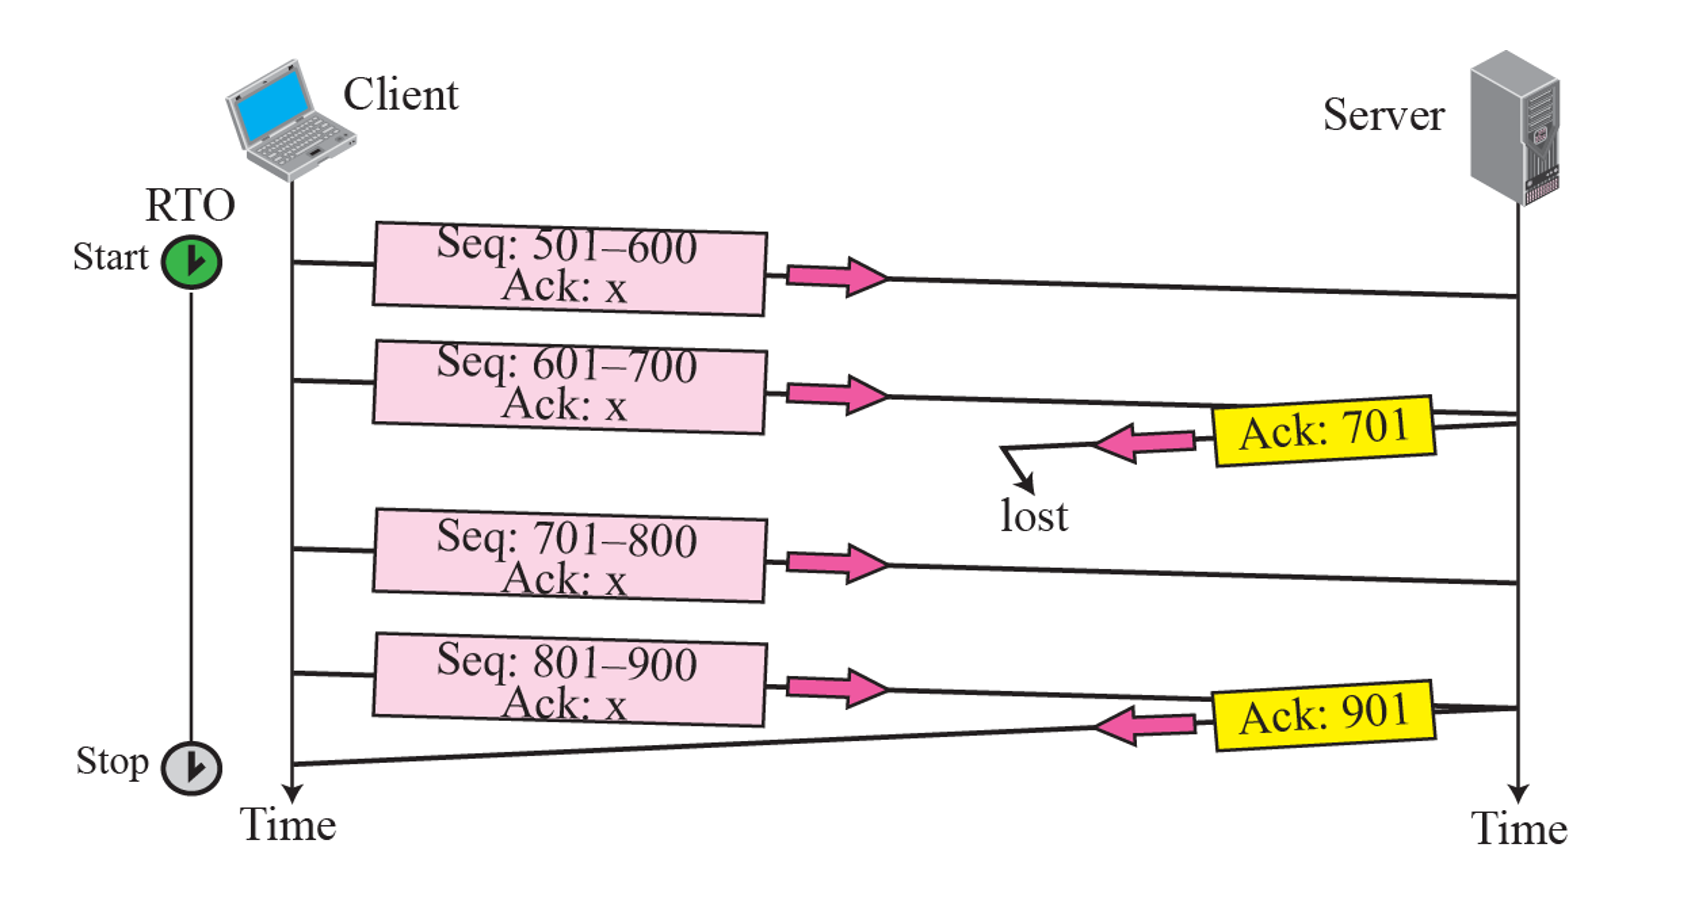 Client
Server
RTO
Start
Seq: 501–600
Ack: x
Seq: 601–700
Ack: x
Ack: 701
lost
Seq: 701–800
Ack: x
Seq: 801–900
Ack: x
Ack: 901
Stop
Time
Time